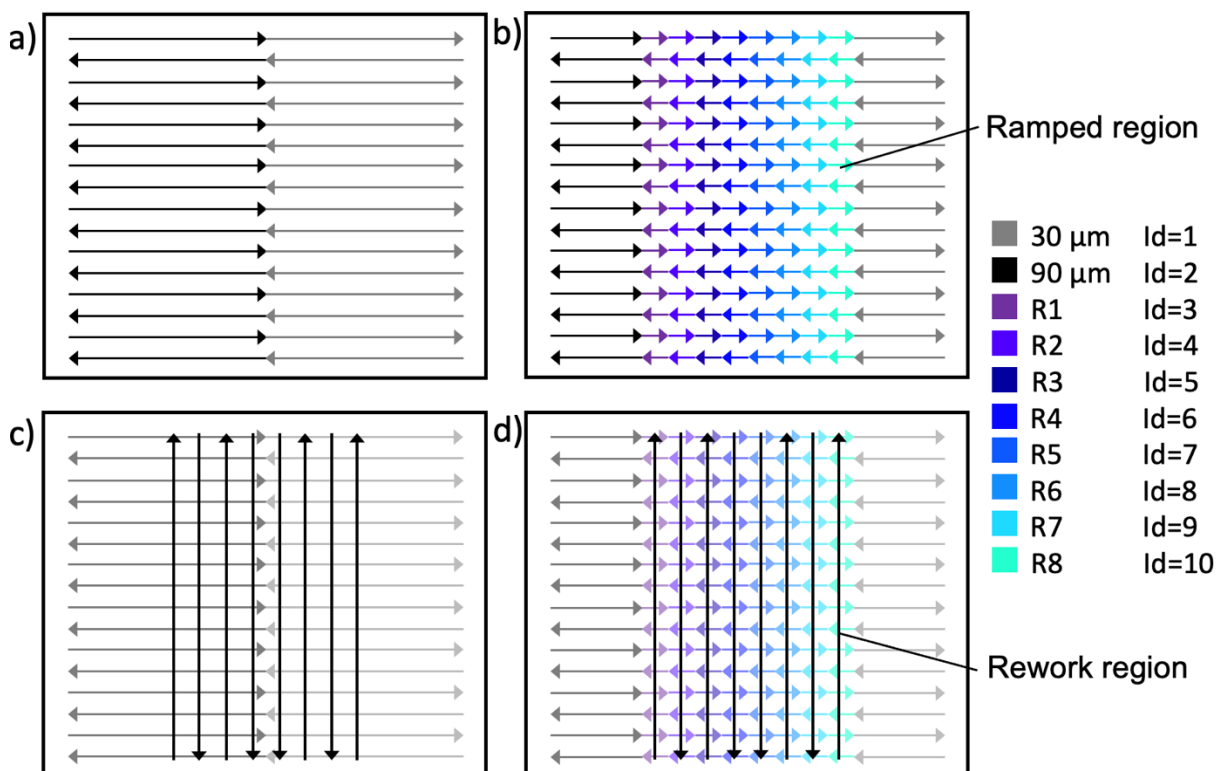 a)
b)
Ramped region
30 μm Id=1
90 μm Id=2
R1 Id=3
R2 Id=4
R3 Id=5
R4 Id=6
R5 Id=7
R6 Id=8
R7 Id=9
R8 Id=10
c)
d)
Rework region